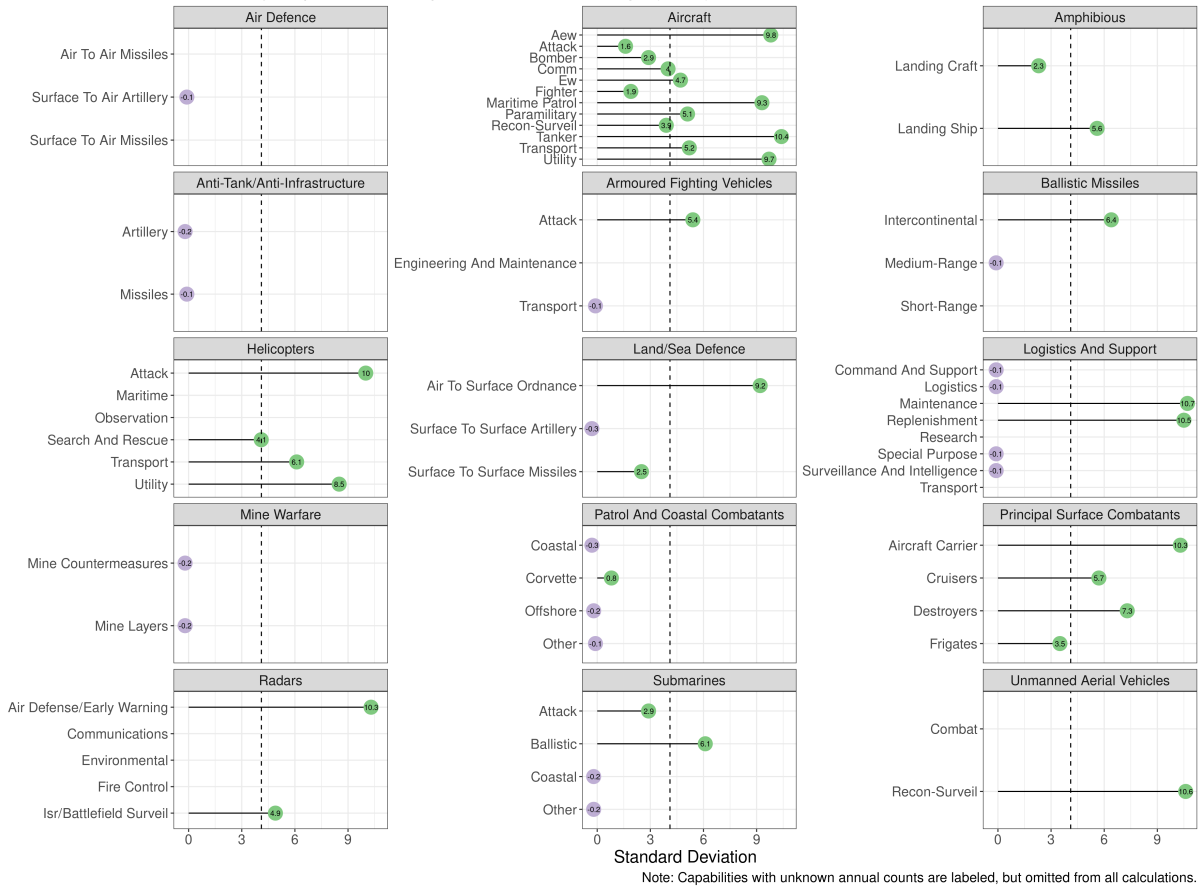 Air Defence
Air To Air Missiles
Surface To Air Artillery
-0.1
Surface To Air Missiles
Aircraft
Aew
9.8
Attack
1.6
Bomber
2.9
Comm
4
Ew
4.7
Fighter
1.9
Maritime Patrol
9.3
Paramilitary
5.1
Recon-Surveil
3.9
Tanker
10.4
Transport
5.2
Utility
9.7
Amphibious
Landing Craft
2.3
Landing Ship
5.6
Anti-Tank/Anti-Infrastructure
Artillery
-0.2
Missiles
-0.1
Armoured Fighting Vehicles
Attack
5.4
Engineering And Maintenance
Transport
-0.1
Ballistic Missiles
Intercontinental
6.4
Medium-Range
-0.1
Short-Range
Helicopters
Attack
10
Maritime
Observation
Search And Rescue
4.1
Transport
6.1
Utility
8.5
Land/Sea Defence
Air To Surface Ordnance
9.2
Surface To Surface Artillery
-0.3
Surface To Surface Missiles
2.5
Logistics And Support
Command And Support
-0.1
Logistics
-0.1
Maintenance
10.7
Replenishment
10.5
Research
Special Purpose
-0.1
Surveillance And Intelligence
-0.1
Transport
Mine Warfare
Mine Countermeasures
-0.2
Mine Layers
-0.2
Patrol And Coastal Combatants
Coastal
-0.3
Corvette
0.8
Offshore
-0.2
Other
-0.1
Principal Surface Combatants
Aircraft Carrier
10.3
Cruisers
5.7
Destroyers
7.3
Frigates
3.5
Radars
Air Defense/Early Warning
10.3
Communications
Environmental
Fire Control
Isr/Battlefield Surveil
4.9
0 3 6 9
Submarines
Attack
2.9
Ballistic
6.1
Coastal
-0.2
Other
-0.2
0 3 6 9
Unmanned Aerial Vehicles
Combat
Recon-Surveil
10.6
0 3 6 9
Standard Deviation
Note: Capabilities with unknown annual counts are labeled, but omitted from all calculations.